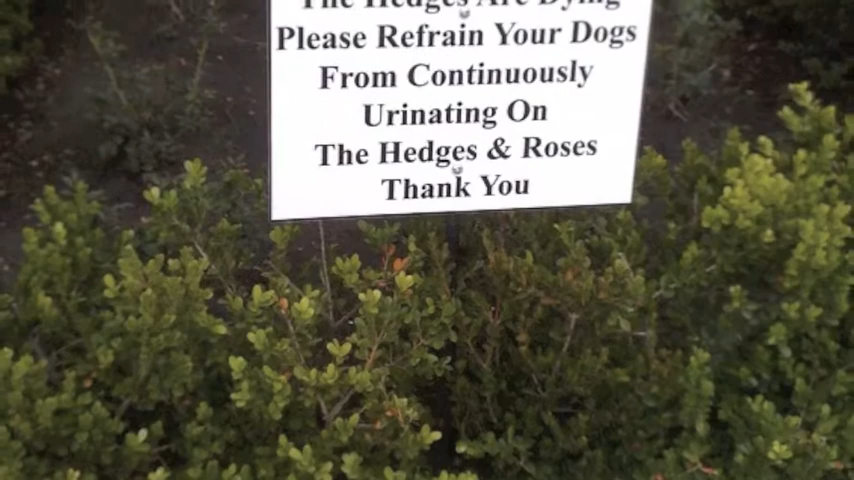 The Hedges Are Dying
Please Refrain Your Dogs
From Continuously
Urinating On
The Hedges & Roses
Thank You